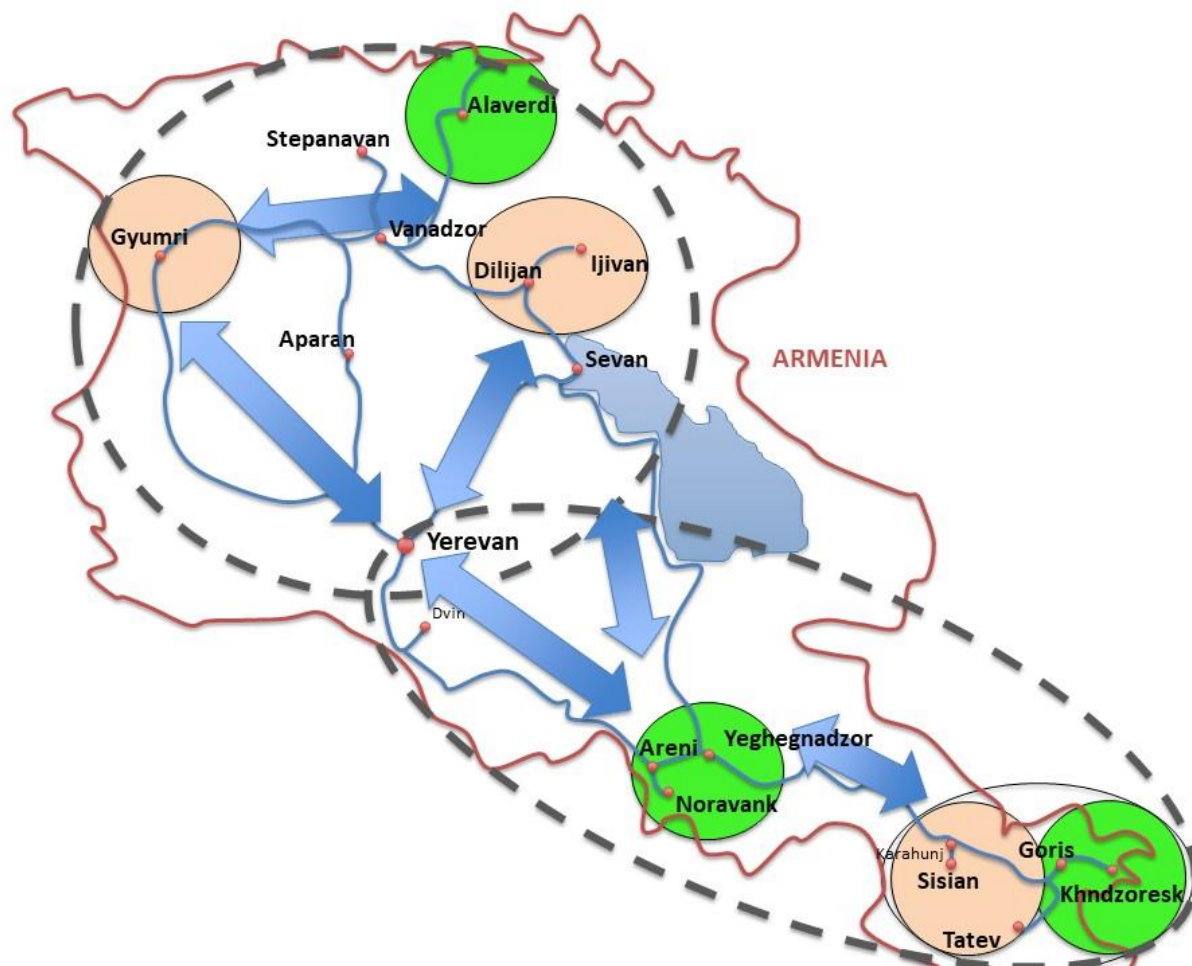 Alaverdi
Stepanavan
Gyumri
Vanadzor
Dilijan
Ijivan
Aparan
Sevan
ARMENIA
Yerevan
Dvin
Areni
Yeghegnadzor
Noravank
Karahunj
Goris
Sisian
Khndzoresk
Tatev